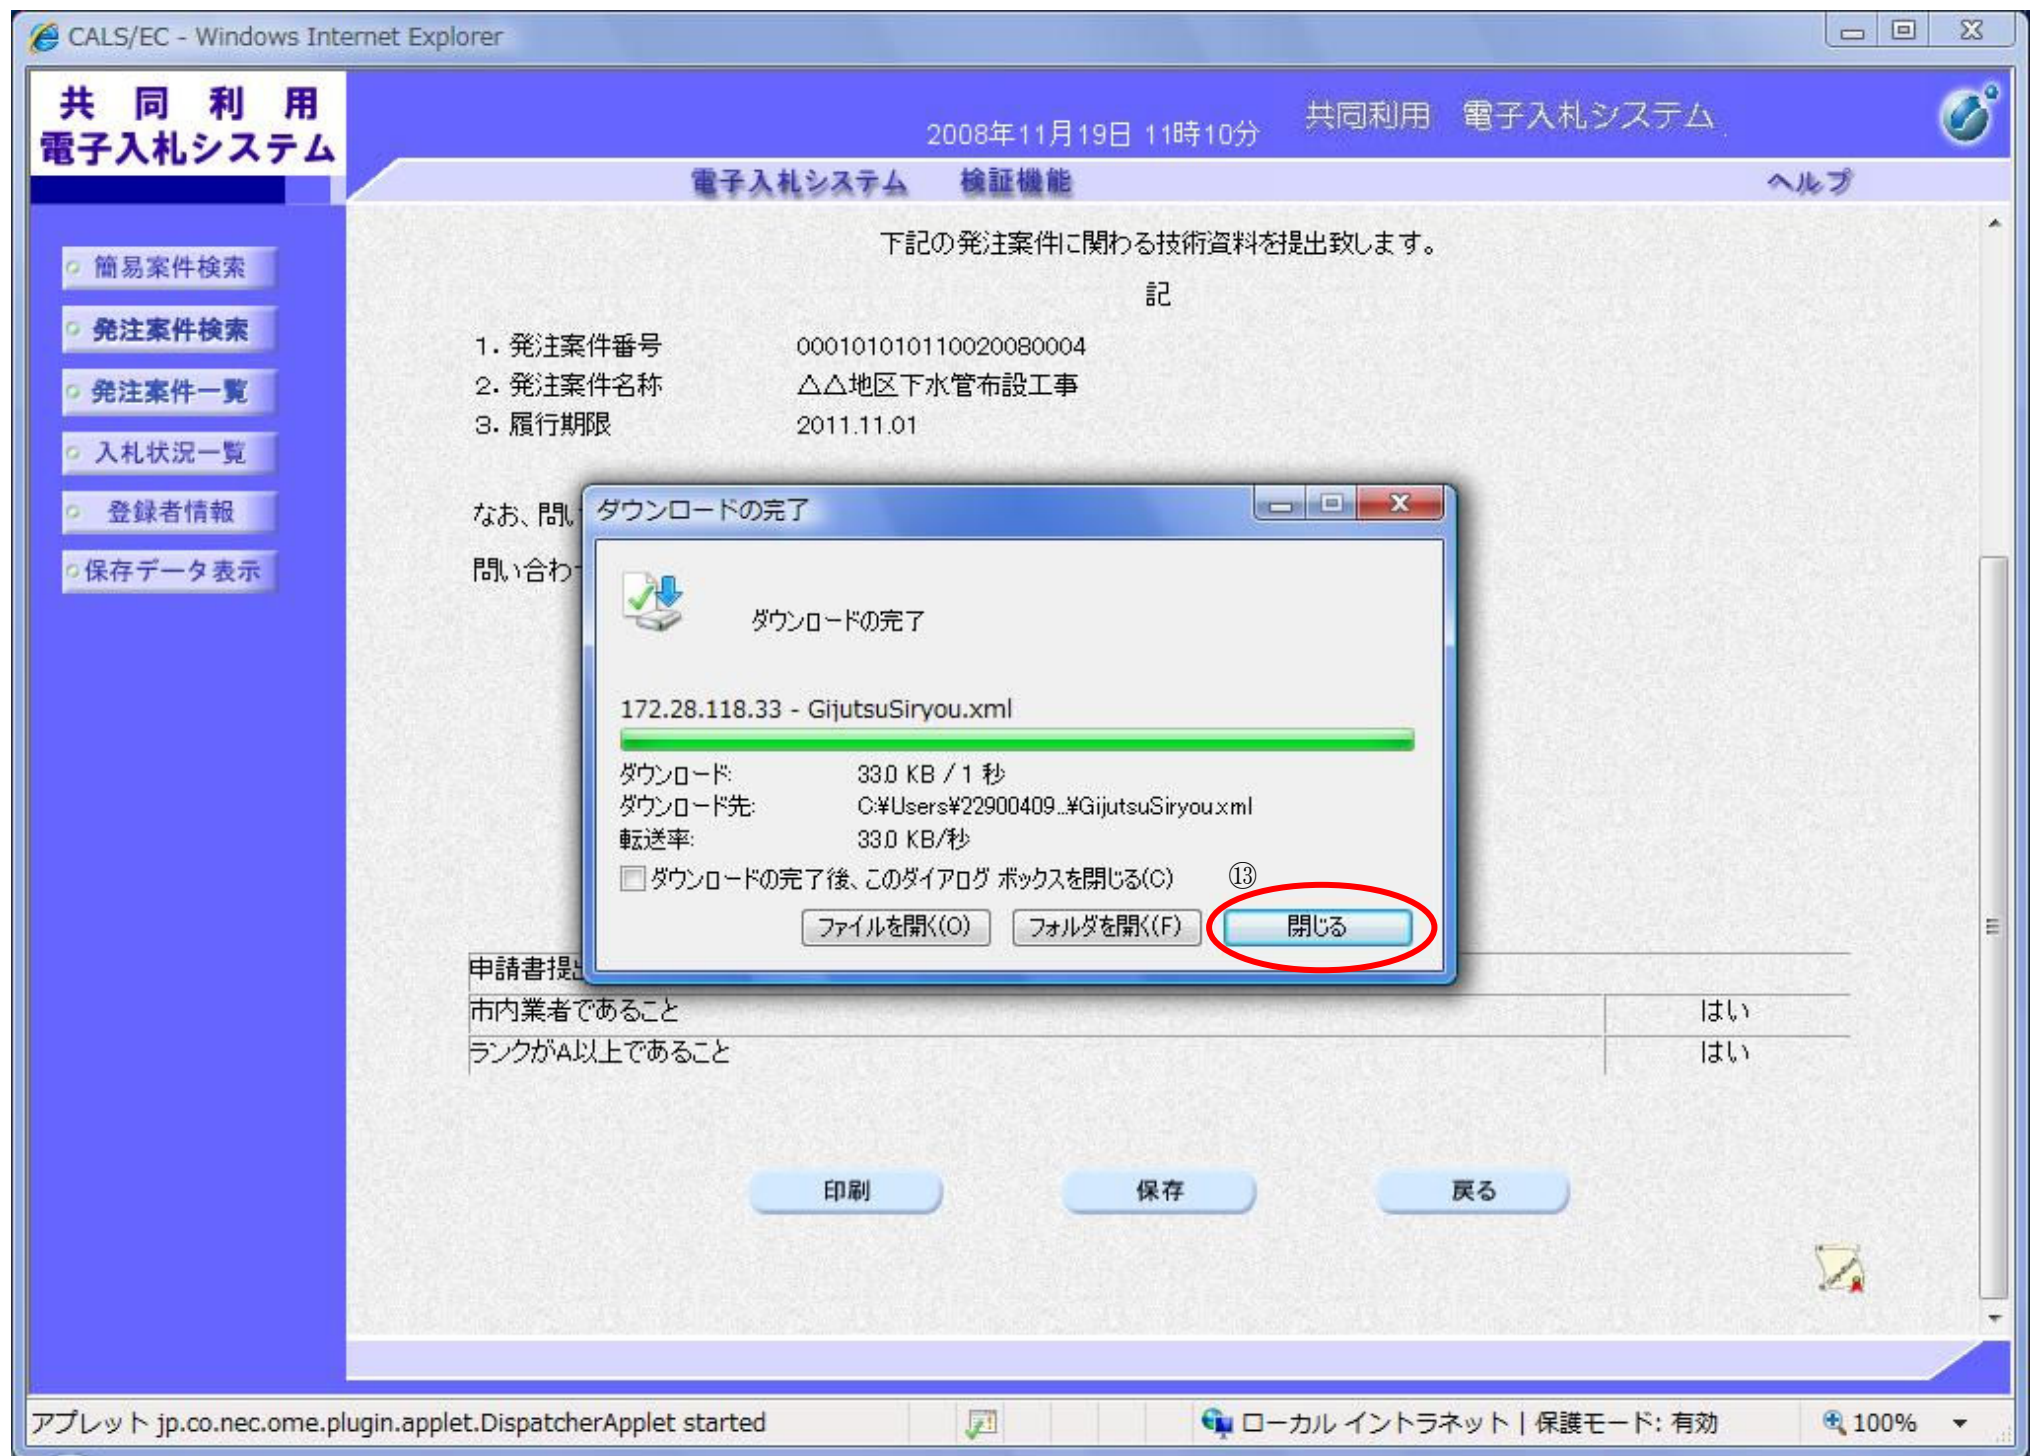 CALS/EC - Windows Internet Explorer
共同利用
電子入札システム
2008年11月19日 11時10分
共同利用 電子入札システム
電子入札システム 検証機能 ヘルプ
簡易案件検索
発注案件検索
発注案件一覧
入札状況一覧
登録者情報
保存データ表示
下記の発注案件に関わる技術資料を提出致します。
記
1. 発注案件番号 000101010110020080004
2. 発注案件名称 △△地区下水管布設工事
3. 履行期限 2011.11.01
なお、問い
問い合わ
ダウンロードの完了
ダウンロードの完了
172.28.118.33 - GijutsuSiryou.xml
ダウンロード: 33.0 KB / 1 秒
ダウンロード先: C:¥Users¥22900409...¥GijutsuSiryou.xml
転送率: 33.0 KB/秒
ダウンロードの完了後、このダイアログ ボックスを閉じる(C)
⑬
ファイルを開く(O) フォルダを開く(F) 閉じる
申請書提出
市内業者であること はい
ランクがA以上であること はい
印刷 保存 戻る
アプレット jp.co.nec.ome.plugin.applet.DispatcherApplet started
ローカル イントラネット | 保護モード: 有効
100%